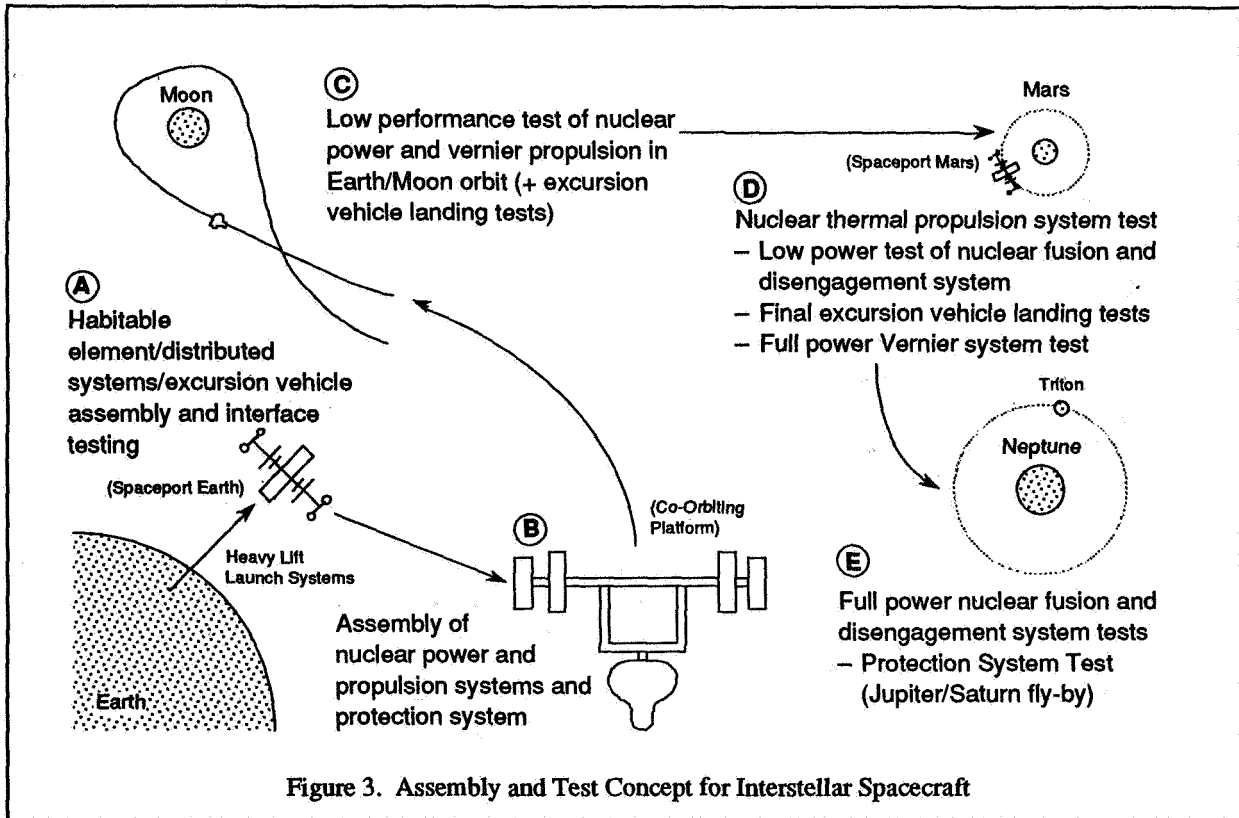 Moon
C
Low performance test of nuclear
power and vernier propulsion in
Earth/Moon orbit (+ excursion
vehicle landing tests)
Mars
(Spaceport Mars)
D
Nuclear thermal propulsion system test
– Low power test of nuclear fusion and
disengagement system
– Final excursion vehicle landing tests
– Full power Vernier system test
A
Habitable
element/distributed
systems/excursion vehicle
assembly and interface
testing
(Spaceport Earth)
Heavy Lift
Launch Systems
Earth
B
(Co-Orbiting
Platform)
Assembly of
nuclear power and
propulsion systems and
protection system
Triton
Neptune
E
Full power nuclear fusion and
disengagement system tests
– Protection System Test
(Jupiter/Saturn fly-by)
Figure 3. Assembly and Test Concept for Interstellar Spacecraft